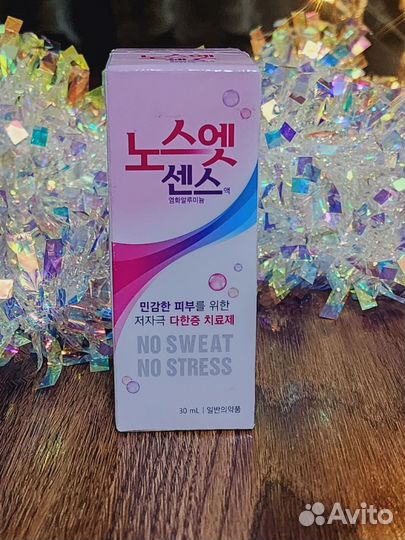 노스엣
센스액
염화알루미늄
민감한 피부를 위한
저자극 다한증 치료제
NO SWEAT
NO STRESS
30 mL | 일반의약품
Avito